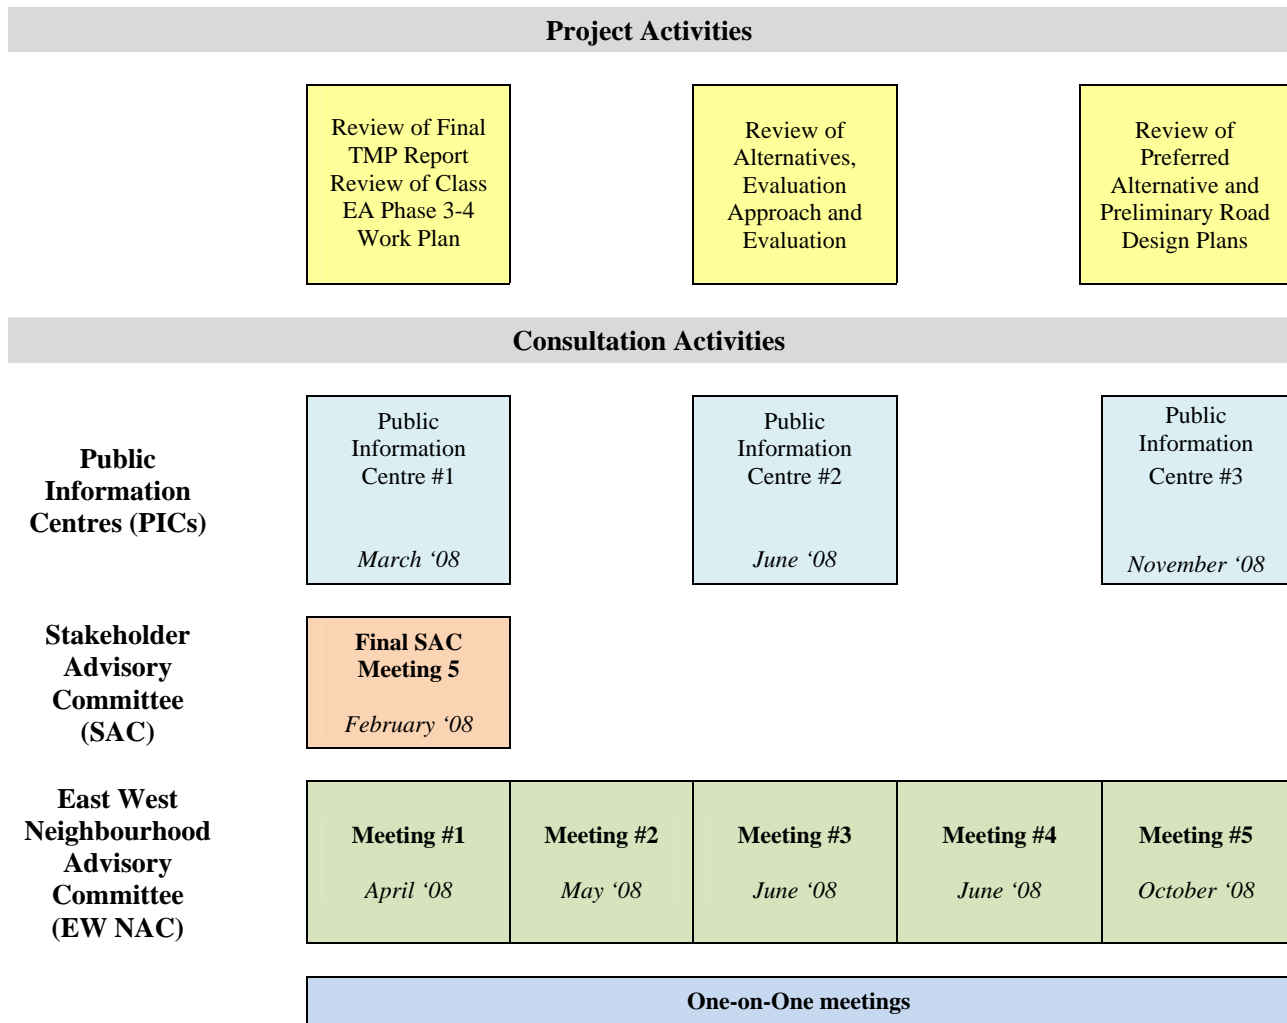 Project Activities
Review of Final
TMP Report
Review of Class
EA Phase 3-4
Work Plan
Review of
Alternatives,
Evaluation
Approach and
Evaluation
Review of
Preferred
Alternative and
Preliminary Road
Design Plans
Consultation Activities
Public
Information
Centres (PICs)
Public
Information
Centre #1
March ‘08
Public
Information
Centre #2
June ‘08
Public
Information
Centre #3
November ‘08
Stakeholder
Advisory
Committee
(SAC)
Final SAC
Meeting 5
February ‘08
East West
Neighbourhood
Advisory
Committee
(EW NAC)
Meeting #1
April ‘08
Meeting #2
May ‘08
Meeting #3
June ‘08
Meeting #4
June ‘08
Meeting #5
October ‘08
One-on-One meetings